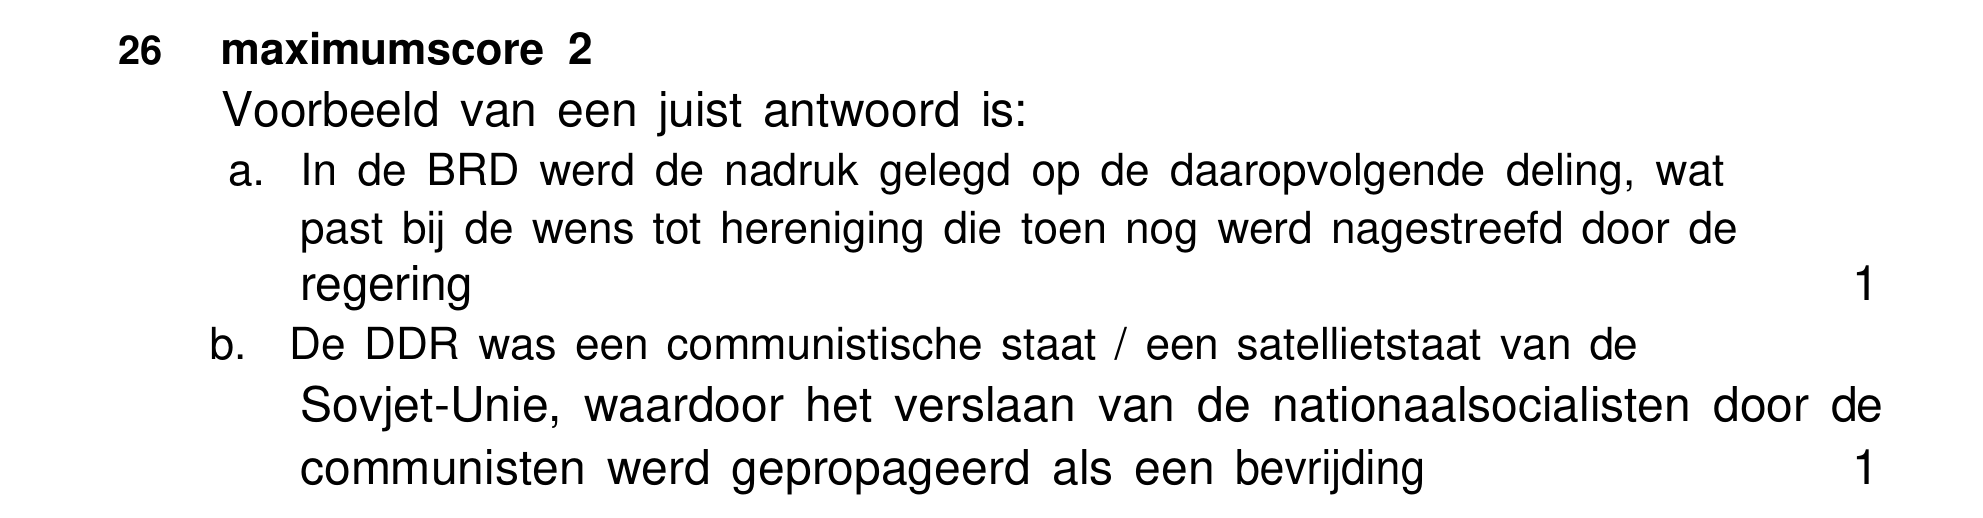 26 maximumscore 2
Voorbeeld van een juist antwoord is:
a. In de BRD werd de nadruk gelegd op de daaropvolgende deling, wat
past bij de wens tot hereniging die toen nog werd nagestreefd door de
regering 1
b. De DDR was een communistische staat / een satellietstaat van de
Sovjet-Unie, waardoor het verslaan van de nationaalsocialisten door de
communisten werd gepropageerd als een bevrijding 1